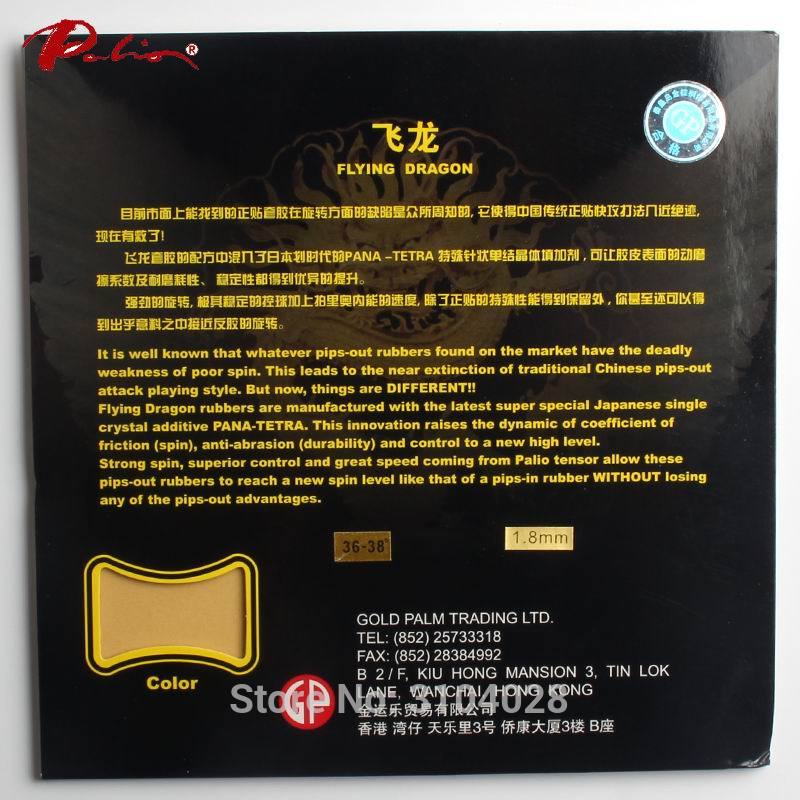 Palio®
飞龙
FLYING DRAGON
GP
合格
目前市面上能找到的正贴套胶在旋转方面的缺陷是众所周知的, 它使得中国传统正贴快攻打法几近绝迹,
现在有救了!
飞龙套胶的配方中混入了日本划时代的PANA –TETRA 特殊针状单结晶体填加剂, 可让胶皮表面的动磨
擦系数及耐磨耗性、稳定性都得到优异的提升。
强劲的旋转, 极其稳定的控球加上拍里奥内能的速度, 除了正贴的特殊性能得到保留外, 你甚至还可以得
到出乎意料之中接近反胶的旋转。
It is well known that whatever pips-out rubbers found on the market have the deadly
weakness of poor spin. This leads to the near extinction of traditional Chinese pips-out
attack playing style. But now, things are DIFFERENT!!
Flying Dragon rubbers are manufactured with the latest super special Japanese single
crystal additive PANA-TETRA. This innovation raises the dynamic of coefficient of
friction (spin), anti-abrasion (durability) and control to a new high level.
Strong spin, superior control and great speed coming from Palio tensor allow these
pips-out rubbers to reach a new spin level like that of a pips-in rubber WITHOUT losing
any of the pips-out advantages.
36-38°
1.8mm
Color
GP
GOLD PALM TRADING LTD.
TEL: (852) 25733318
FAX: (852) 28384992
B 2/F, KIU HONG MANSION 3, TIN LOK
LANE, WANCHAI, HONG KONG
Store No: 3104028
金运乐贸易有限公司
香港 湾仔 天乐里3号 侨康大厦3楼 B座